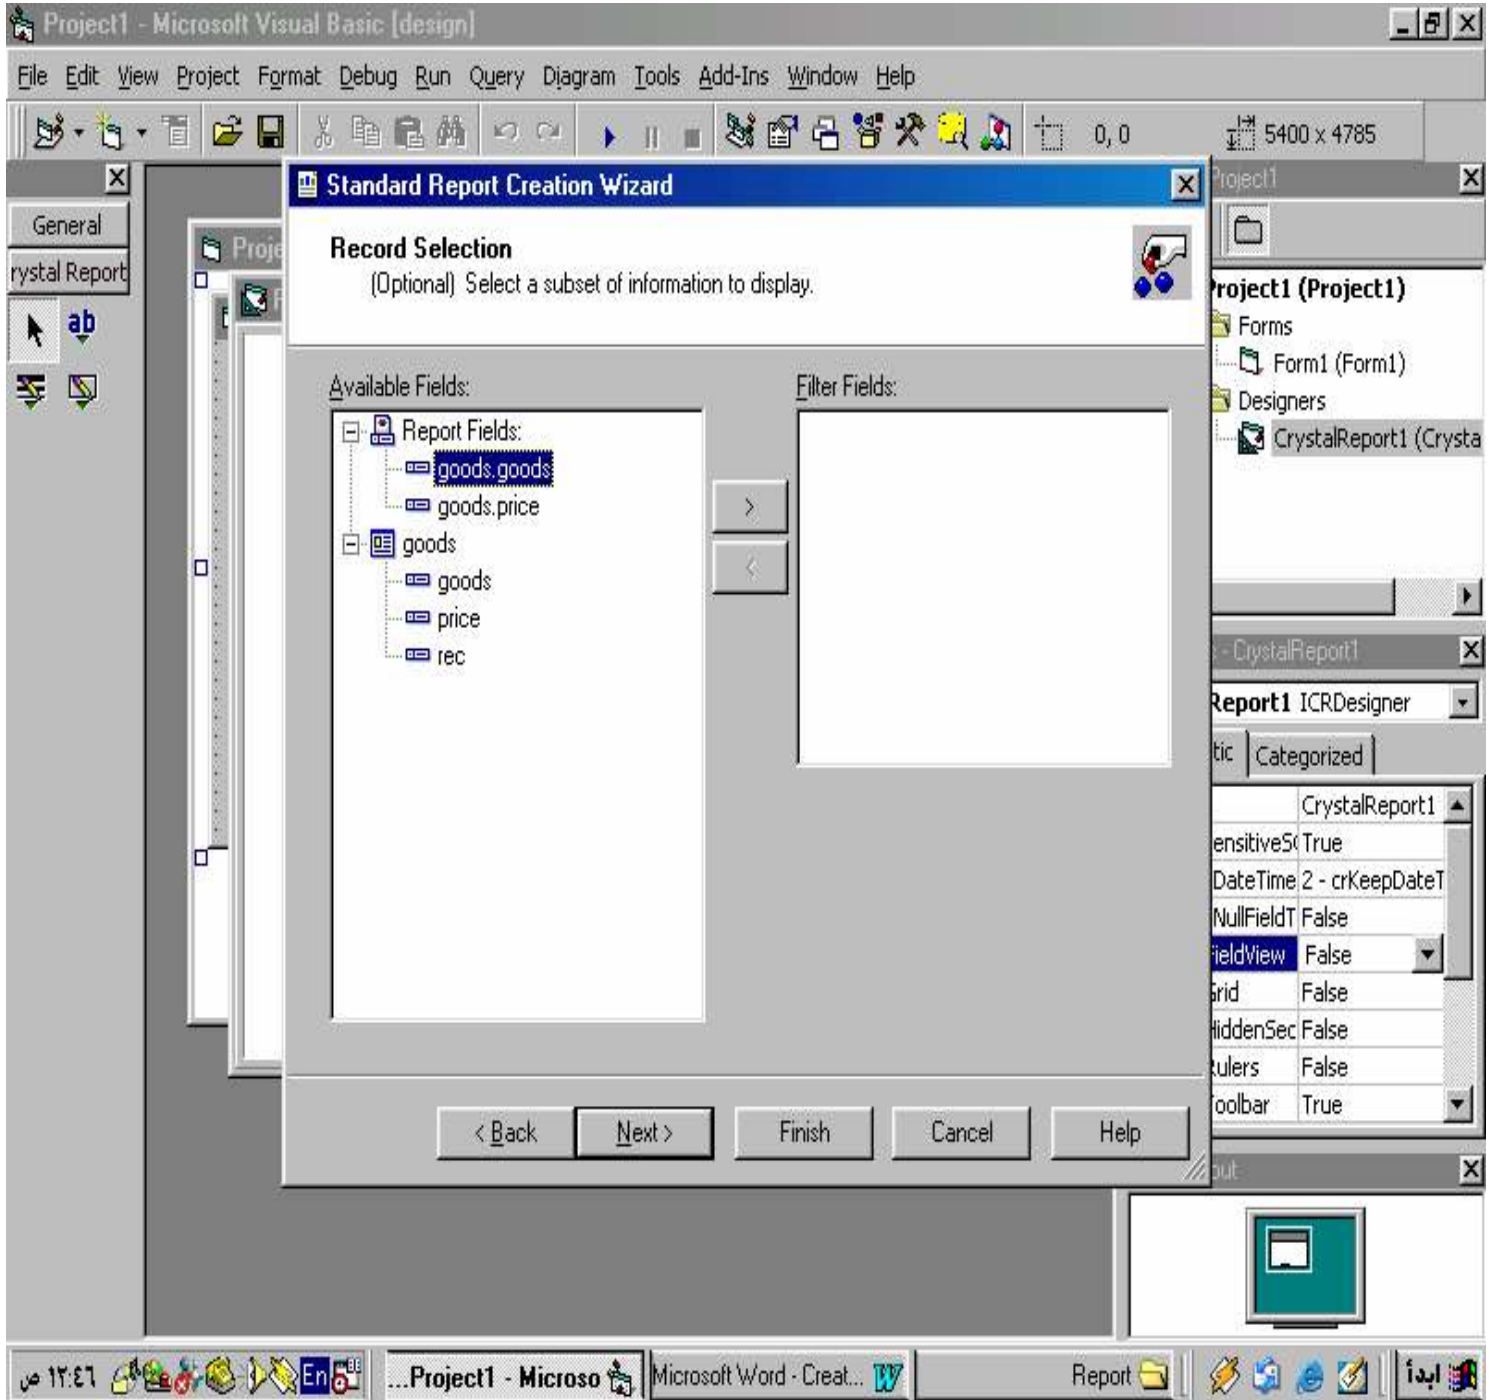 Project1 - Microsoft Visual Basic [design]
File Edit View Project Format Debug Run Query Diagram Tools Add-Ins Window Help
0, 0
5400 x 4785
General
rystal Report
ab
Proje
Standard Report Creation Wizard
Record Selection
(Optional) Select a subset of information to display.
Available Fields:
Report Fields:
goods.goods
goods.price
goods
goods
price
rec
>
<
Filter Fields:
< Back
Next >
Finish
Cancel
Help
Project1
Project1 (Project1)
Forms
Form1 (Form1)
Designers
CrystalReport1 (Crysta
- CrystalReport1
Report1 ICRDesigner
tic
Categorized
CrystalReport1
ensitiveS True
DateTime 2 - crKeepDateT
NullFieldT False
ieldView False
Grid False
HiddenSec False
Rulers False
Toolbar True
out
١٢:٤٦ ص
En
...Project1 - Microso
Microsoft Word - Creat...
Report
ابدأ